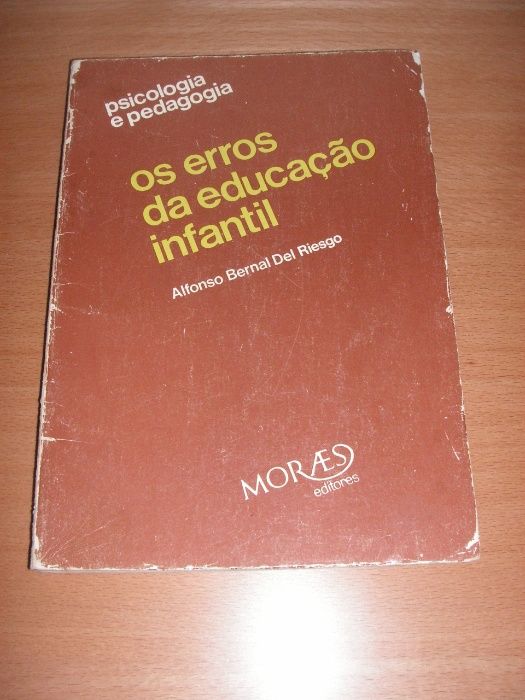 psicologia
e pedagogia
os erros
da educação
infantil
Alfonso Bernal Del Riesgo
MORÆS
editores